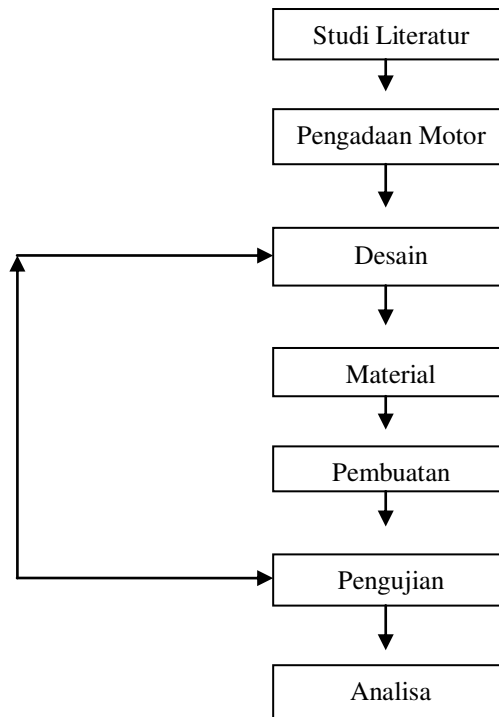 Studi Literatur
Pengadaan Motor
Desain
Material
Pembuatan
Pengujian
Analisa